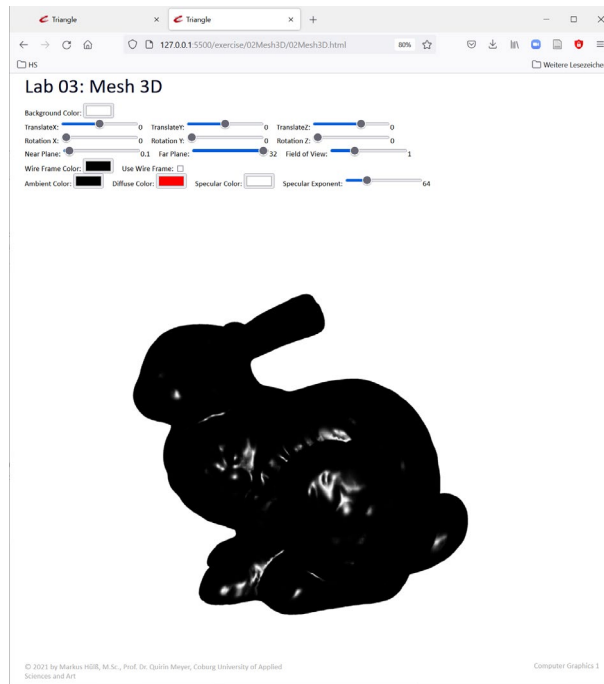 Triangle × Triangle × +
127.0.0.1:5500/exercise/02Mesh3D/02Mesh3D.html 80%
HS Weitere Lesezeichen
Lab 03: Mesh 3D
Background Color:
TranslateX: 0 TranslateY: 0 TranslateZ: 0
Rotation X: 0 Rotation Y: 0 Rotation Z: 0
Near Plane: 0.1 Far Plane: 32 Field of View: 1
Wire Frame Color: Use Wire Frame:
Ambient Color: Diffuse Color: Specular Color: Specular Exponent: 64
© 2021 by Markus M.Sc., Prof. Dr. Quirin Meyer, Coburg University of Applied
Sciences and Art
Computer Graphics 1